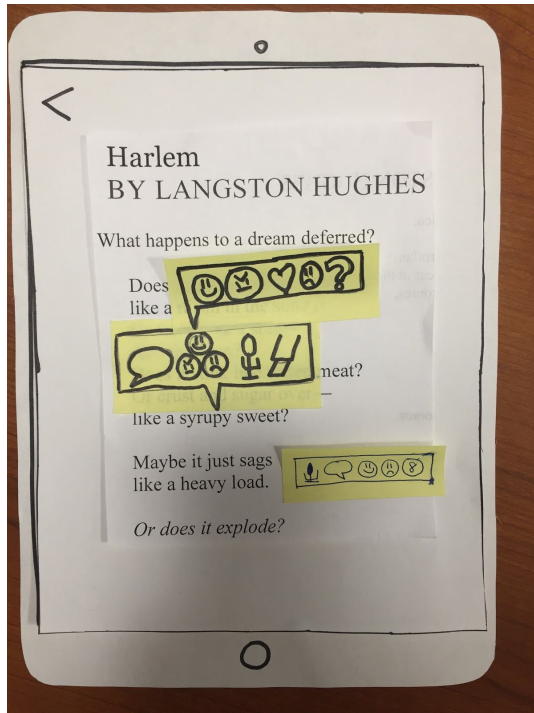 Harlem
BY LANGSTON HUGHES
What happens to a dream deferred?
Does
like a
?
meat?
like a syrupy sweet?
Maybe it just sags
like a heavy load.
8
Or does it explode?